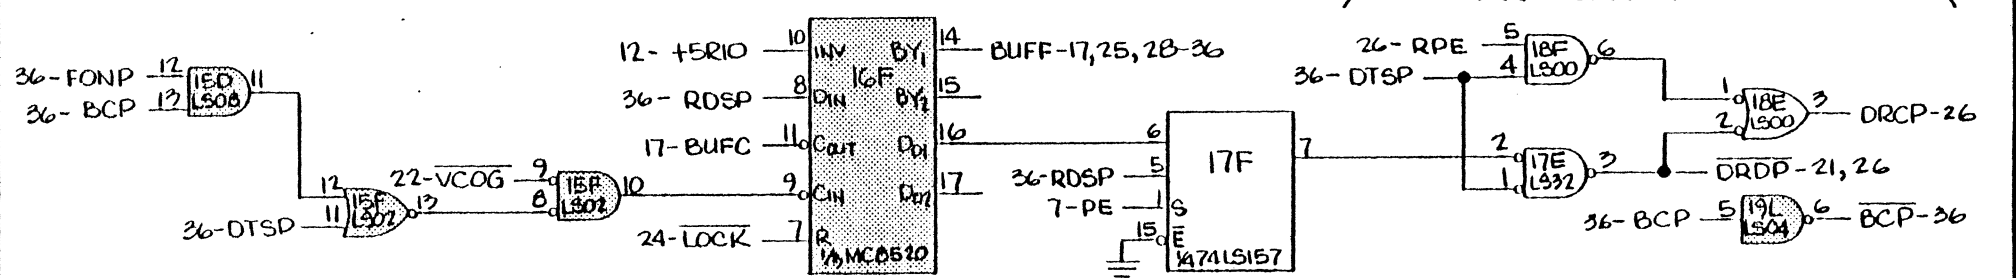 36-FONP 12 15D LS08 11
36-BCP 13
36-DTSP 11 12 15F LS02 13
22-VCOG 9 8 15F LS02 10
12- +5RIO 10 INV BY1 14 BUFF-17,25,28-36
16F
36- RDSP 8 DIN BY2 15
17-BUFC 11 COUT DO1 16
9 CIN DO2 17
24-LOCK 7 R
MC8520
6 17F 7
36-RDSP 5
7-PE 1 S
15 E
1/4 74LS157
26-RPE 5 18F LS00 6
36-DTSP 4
1 2 18E LS00 3 DRCP-26
2 1 17E LS32 3 DRDP-21,26
36-BCP 5 19L LS04 6 BCP-36